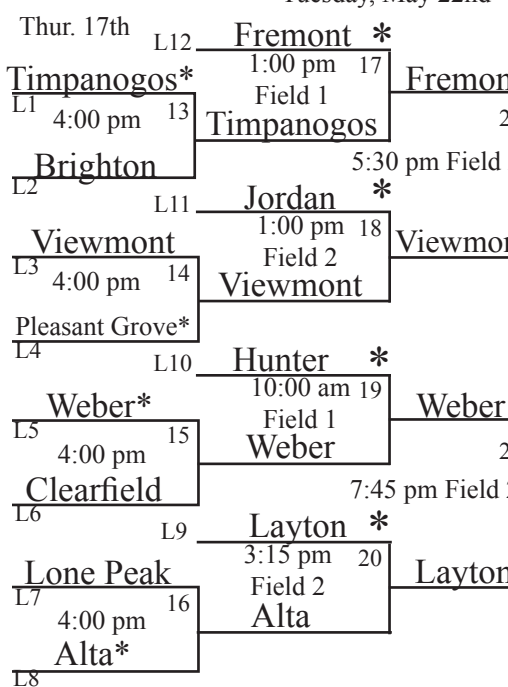 Tuesday, May 22nd
Thur. 17th
L12 Fremont *
1:00 pm 17
Timpanogos*
Fremon
L1
4:00 pm 13
Field 1
2
Timpanogos
Brighton
5:30 pm Field
L2
L11 Jordan *
1:00 pm 18
Viewmont
Viewmon
L3
4:00 pm 14
Field 2
Viewmont
Pleasant Grove*
L4
L10 Hunter *
10:00 am 19
Weber*
Weber
L5
4:00 pm 15
Field 1
Weber
2
Clearfield
7:45 pm Field 2
L6
L9 Layton *
3:15 pm 20
Lone Peak
Layton
L7
4:00 pm 16
Field 2
Alta
Alta*
L8